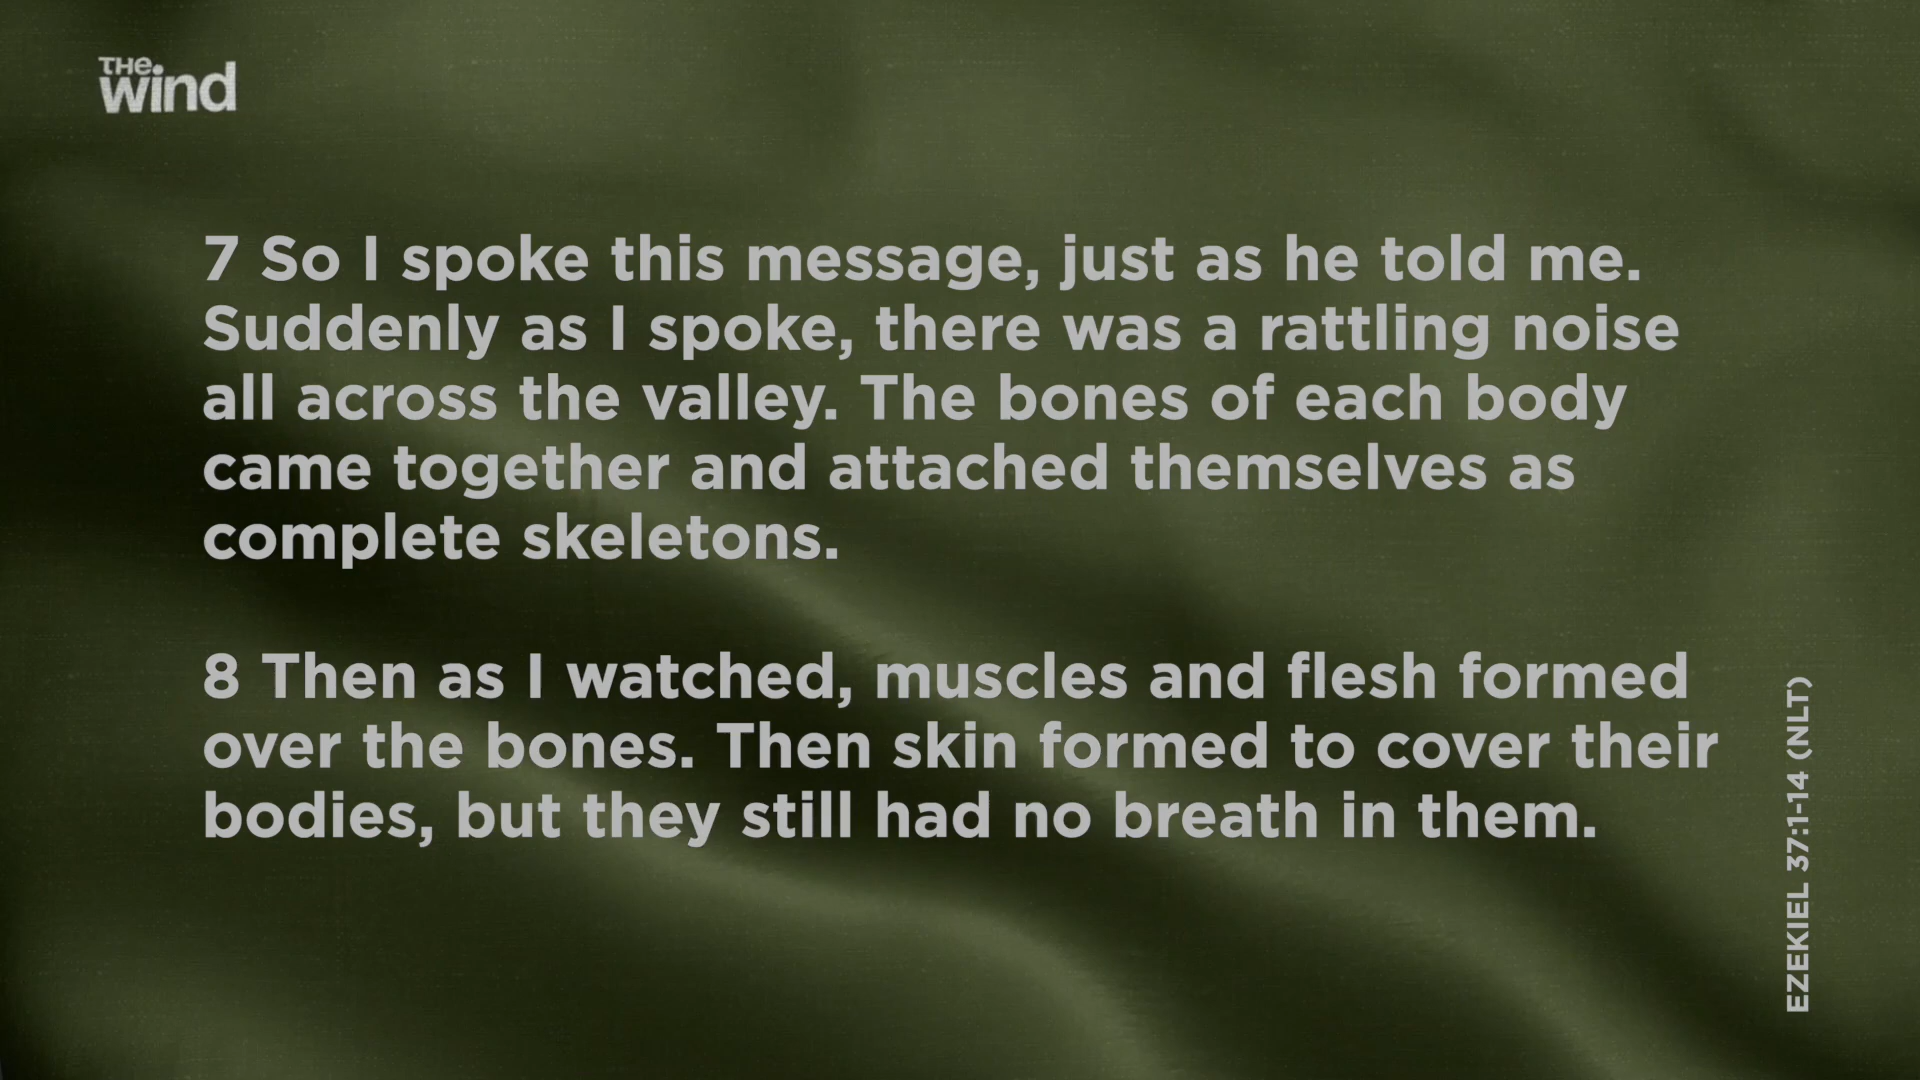 THe
wind
7 So I spoke this message, just as he told me.
Suddenly as I spoke, there was a rattling noise
all across the valley. The bones of each body
came together and attached themselves as
complete skeletons.
8 Then as I watched, muscles and flesh formed
over the bones. Then skin formed to cover their
bodies, but they still had no breath in them.
EZEKIEL 37:1-14 (NLT)